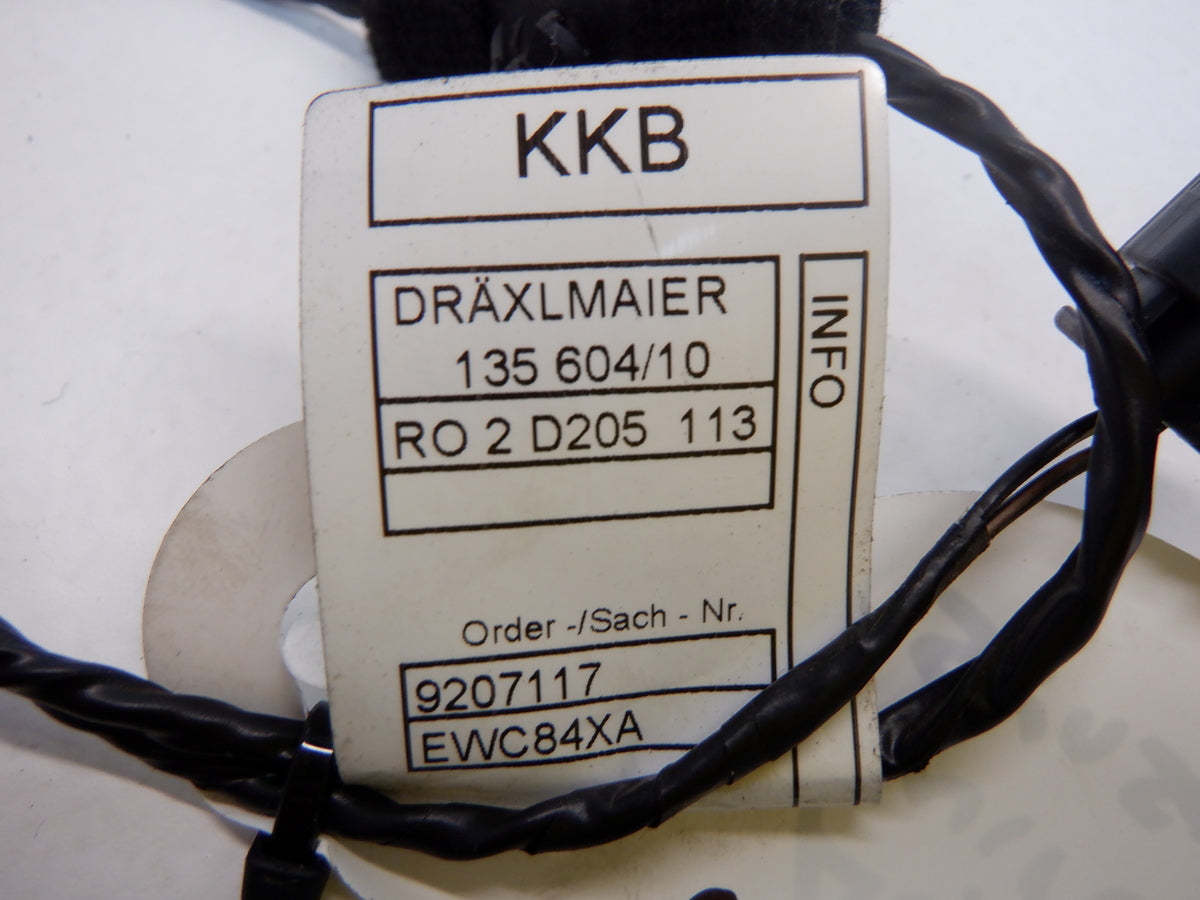 KKB
DRÄXLMAIER
135 604/10
RO 2 D205 113
INFO
Order -/Sach - Nr.
9207117
EWC84XA